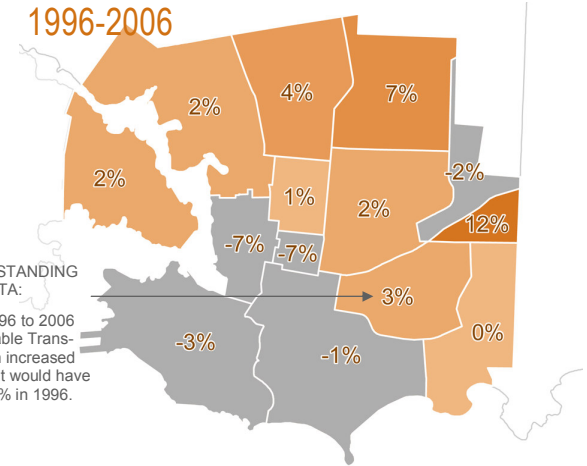 1996-2006
4%
7%
2%
-2%
2%
1%
2%
12%
-7%
-7%
STANDING
TA:
3%
96 to 2006
able Trans-
increased
t would have
% in 1996.
-3%
-1%
0%